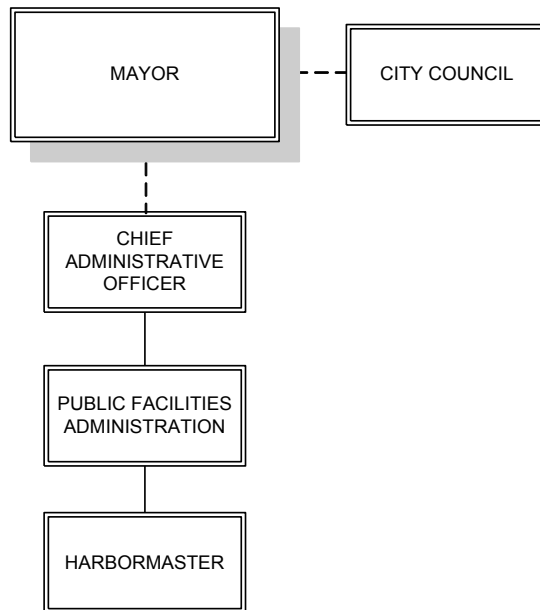 MAYOR
CITY COUNCIL
CHIEF
ADMINISTRATIVE
OFFICER
PUBLIC FACILITIES
ADMINISTRATION
HARBORMASTER